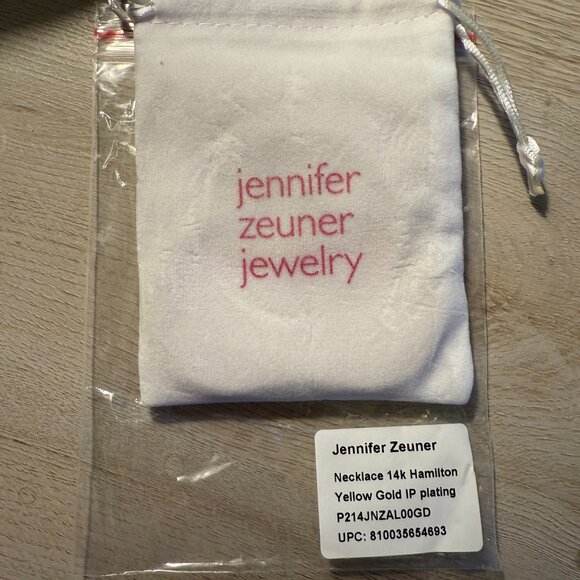 jennifer
zeuner
jewelry
Jennifer Zeuner
Necklace 14k Hamilton
Yellow Gold IP plating
P214JNZAL00GD
UPC: 810035654693